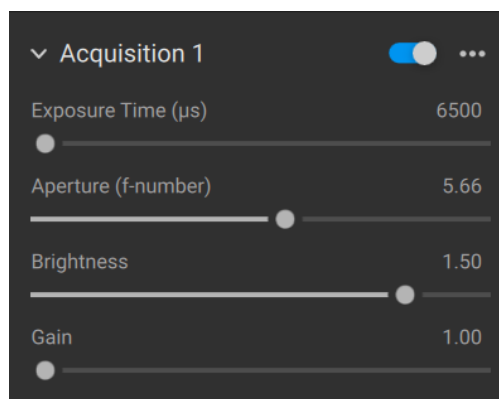 Acquisition 1
Exposure Time (μs) 6500
Aperture (f-number) 5.66
Brightness 1.50
Gain 1.00